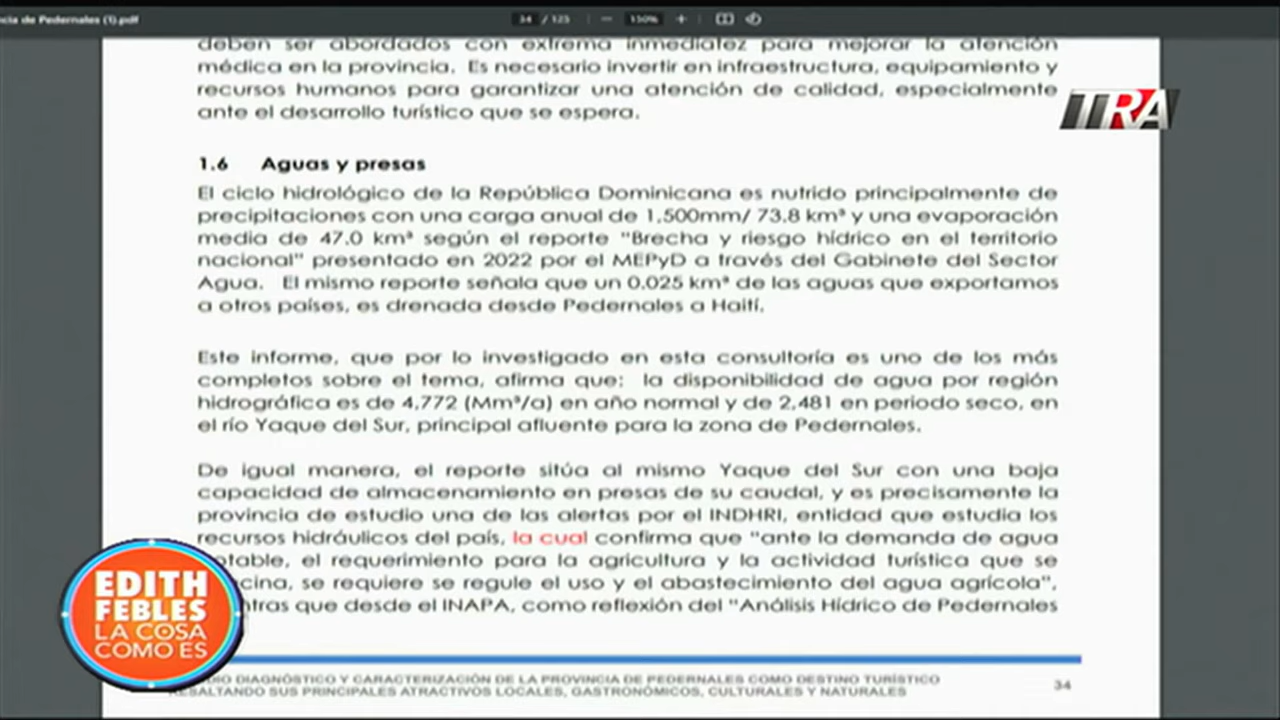 ncia de Pedernales (1).pdf
34 / 125
150%
deben ser abordados con extrema inmediatez para mejorar la atención
médica en la provincia. Es necesario invertir en infraestructura, equipamiento y
recursos humanos para garantizar una atención de calidad, especialmente
ante el desarrollo turístico que se espera.
TRA
1.6 Aguas y presas
El ciclo hidrológico de la República Dominicana es nutrido principalmente de
precipitaciones con una carga anual de 1,500mm/ 73.8 km³ y una evaporación
media de 47.0 km³ según el reporte "Brecha y riesgo hídrico en el territorio
nacional" presentado en 2022 por el MEPyD a través del Gabinete del Sector
Agua. El mismo reporte señala que un 0.025 km³ de las aguas que exportamos
a otros países, es drenada desde Pedernales a Haití.
Este informe, que por lo investigado en esta consultoría es uno de los más
completos sobre el tema, afirma que: la disponibilidad de agua por región
hidrográfica es de 4,772 (Mm³/a) en año normal y de 2,481 en periodo seco, en
el río Yaque del Sur, principal afluente para la zona de Pedernales.
De igual manera, el reporte sitúa al mismo Yaque del Sur con una baja
capacidad de almacenamiento en presas de su caudal, y es precisamente la
provincia de estudio una de las alertas por el INDHRI, entidad que estudia los
recursos hidráulicos del país, la cual confirma que "ante la demanda de agua
otable, el requerimiento para la agricultura y la actividad turística que se
cina, se requiere se regule el uso y el abastecimiento del agua agrícola",
ntras que desde el INAPA, como reflexión del "Análisis Hídrico de Pedernales
EDITH
FEBLES
LA COSA
COMO ES
DIO DIAGNÓSTICO Y CARACTERIZACIÓN DE LA PROVINCIA DE PEDERNALES COMO DESTINO TURÍSTICO
RESALTANDO SUS PRINCIPALES ATRACTIVOS LOCALES, GASTRONÓMICOS, CULTURALES Y NATURALES
34